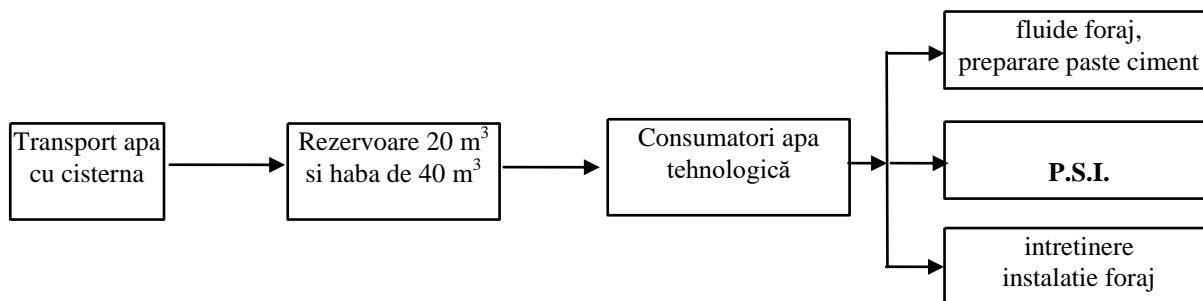 Transport apa
cu cisterna
Rezervoare 20 m³
si haba de 40 m³
Consumatori apa
tehnologică
fluide foraj,
preparare paste ciment
P.S.I.
intretinere
instalatie foraj